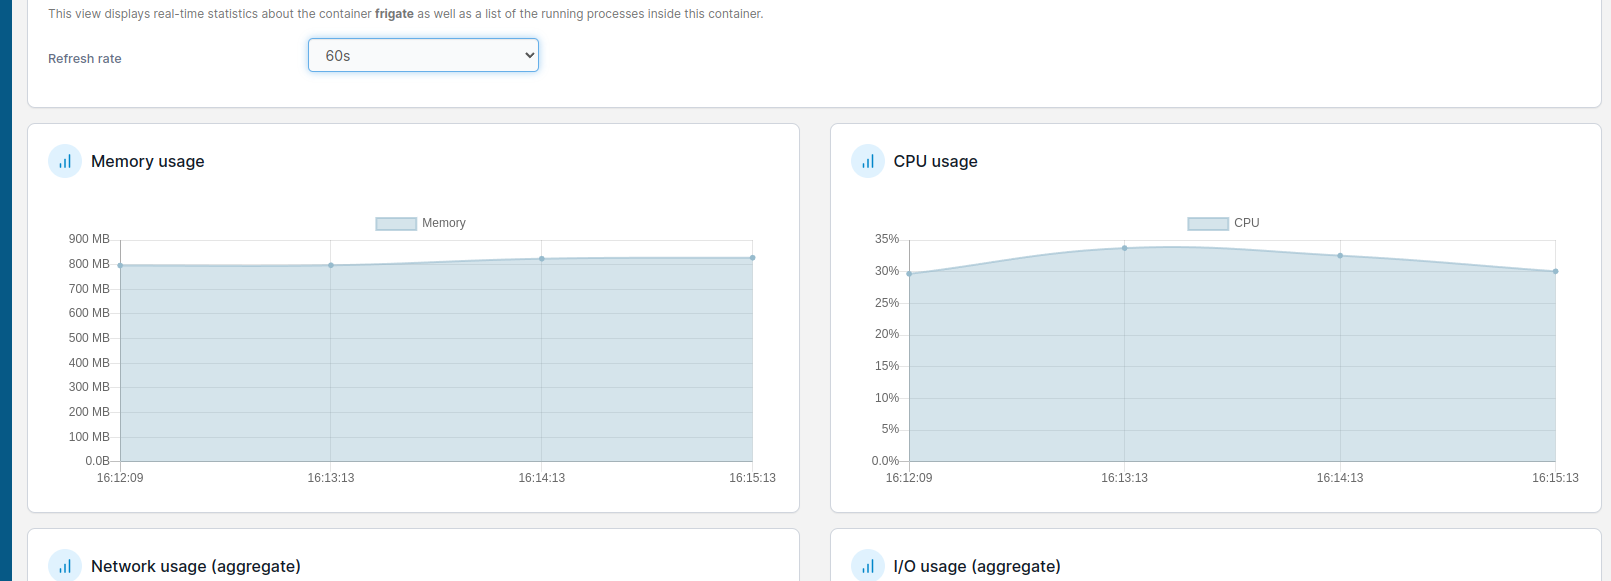 This view displays real-time statistics about the container frigate as well as a list of the running processes inside this container.
Refresh rate
60s
Memory usage
Memory
900 MB
800 MB
700 MB
600 MB
500 MB
400 MB
300 MB
200 MB
100 MB
0.0B
16:12:09 16:13:13 16:14:13 16:15:13
CPU usage
CPU
35%
30%
25%
20%
15%
10%
5%
0.0%
16:12:09 16:13:13 16:14:13 16:15:13
Network usage (aggregate)
I/O usage (aggregate)